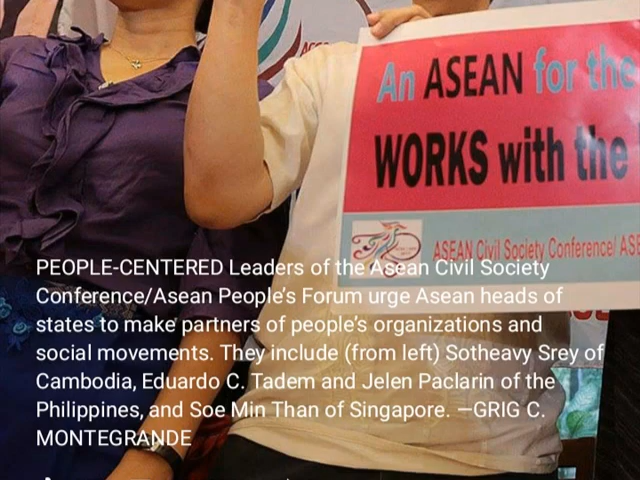 An ASEAN for the
WORKS with the
ASEAN Civil Society Conference/ ASE
PEOPLE-CENTERED Leaders of the Asean Civil Society
Conference/Asean People's Forum urge Asean heads of
states to make partners of people's organizations and
social movements. They include (from left) Sotheavy Srey of
Cambodia, Eduardo C. Tadem and Jelen Paclarin of the
Philippines, and Soe Min Than of Singapore. —GRIG C.
MONTEGRANDE